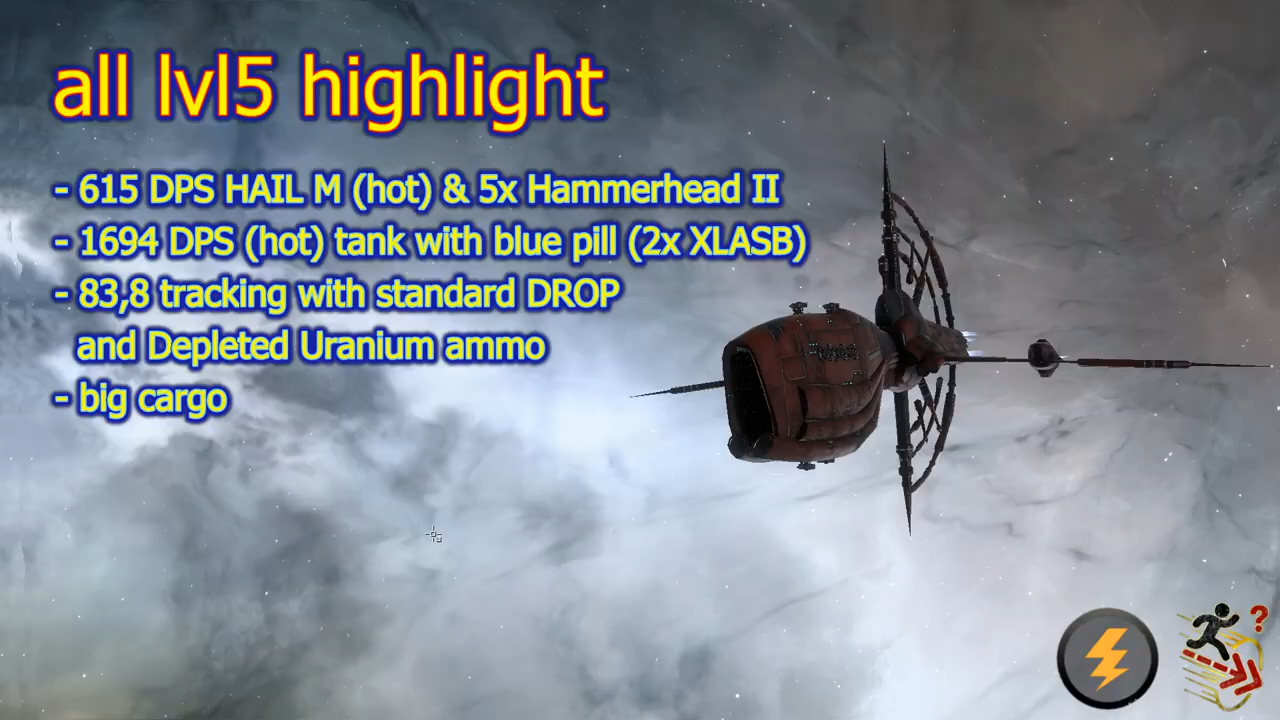 all lvl5 highlight
- 615 DPS HAIL M (hot) & 5x Hammerhead II
- 1694 DPS (hot) tank with blue pill (2x XLASB)
- 83,8 tracking with standard DROP
and Depleted Uranium ammo
- big cargo
?